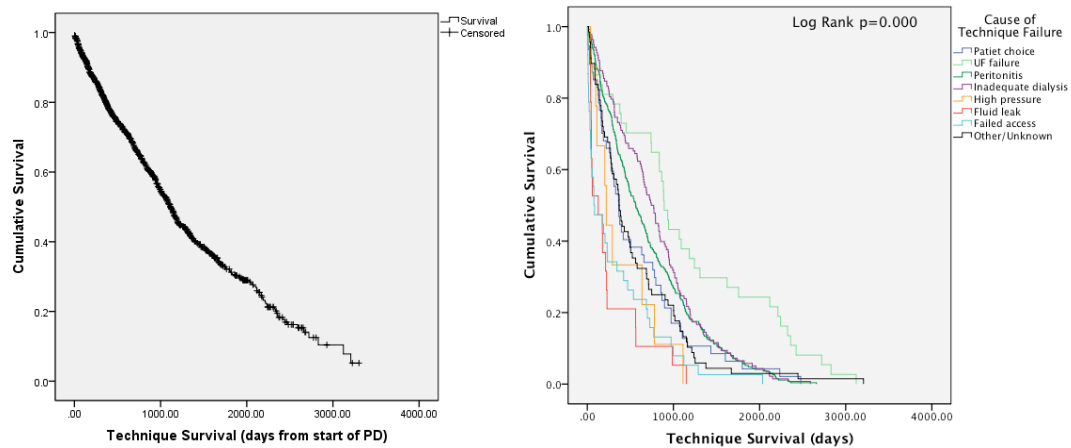 Survival
Censored
1.0
0.8
0.6
0.4
0.2
0.0
Cumulative Survival
.00 1000.00 2000.00 3000.00 4000.00
Technique Survival (days from start of PD)
Log Rank p=0.000
Cause of
Technique Failure
Patiet choice
UF failure
Peritonitis
Inadequate dialysis
High pressure
Fluid leak
Failed access
Other/Unknown
1.0
0.8
0.6
0.4
0.2
0.0
Cumulative Survival
.00 1000.00 2000.00 3000.00 4000.00
Technique Survival (days)